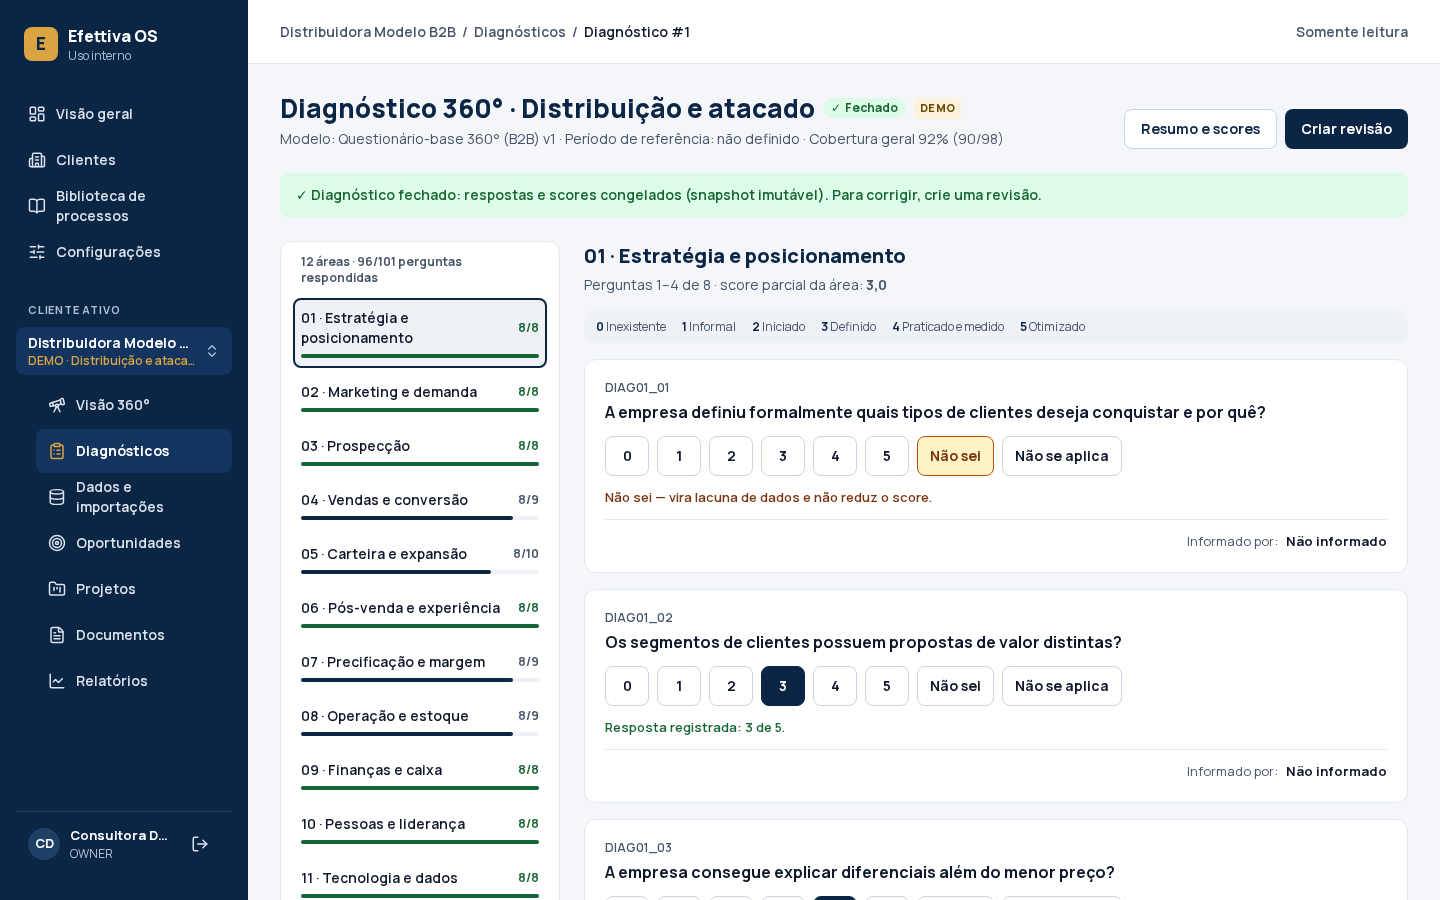 E
Efettiva OS
Uso interno
Visão geral
Clientes
Biblioteca de
processos
Configurações
CLIENTE ATIVO
Distribuidora Modelo ...
DEMO · Distribuição e ataca...
Visão 360°
Diagnósticos
Dados e
importações
Oportunidades
Projetos
Documentos
Relatórios
CD
Consultora D...
OWNER
Distribuidora Modelo B2B / Diagnósticos / Diagnóstico #1
Somente leitura
Diagnóstico 360° · Distribuição e atacado
✓ Fechado
DEMO
Modelo: Questionário-base 360° (B2B) v1 · Período de referência: não definido · Cobertura geral 92% (90/98)
Resumo e scores
Criar revisão
✓ Diagnóstico fechado: respostas e scores congelados (snapshot imutável). Para corrigir, crie uma revisão.
12 áreas · 96/101 perguntas
respondidas
01 · Estratégia e
posicionamento
8/8
02 · Marketing e demanda 8/8
03 · Prospecção 8/8
04 · Vendas e conversão 8/9
05 · Carteira e expansão 8/10
06 · Pós-venda e experiência 8/8
07 · Precificação e margem 8/9
08 · Operação e estoque 8/9
09 · Finanças e caixa 8/8
10 · Pessoas e liderança 8/8
11 · Tecnologia e dados 8/8
01 · Estratégia e posicionamento
Perguntas 1–4 de 8 · score parcial da área: 3,0
0 Inexistente 1 Informal 2 Iniciado 3 Definido 4 Praticado e medido 5 Otimizado
DIAG01_01
A empresa definiu formalmente quais tipos de clientes deseja conquistar e por quê?
0 1 2 3 4 5 Não sei Não se aplica
Não sei — vira lacuna de dados e não reduz o score.
Informado por: Não informado
DIAG01_02
Os segmentos de clientes possuem propostas de valor distintas?
0 1 2 3 4 5 Não sei Não se aplica
Resposta registrada: 3 de 5.
Informado por: Não informado
DIAG01_03
A empresa consegue explicar diferenciais além do menor preço?